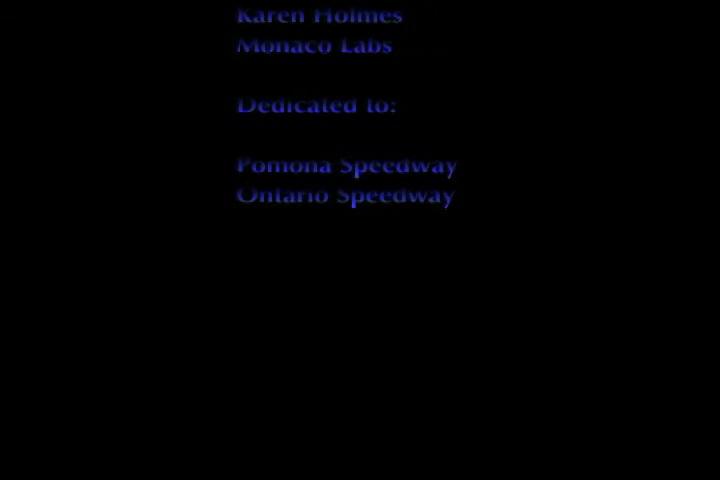 Karen Holmes
Monaco Labs
Dedicated to:
Pomona Speedway
Ontario Speedway